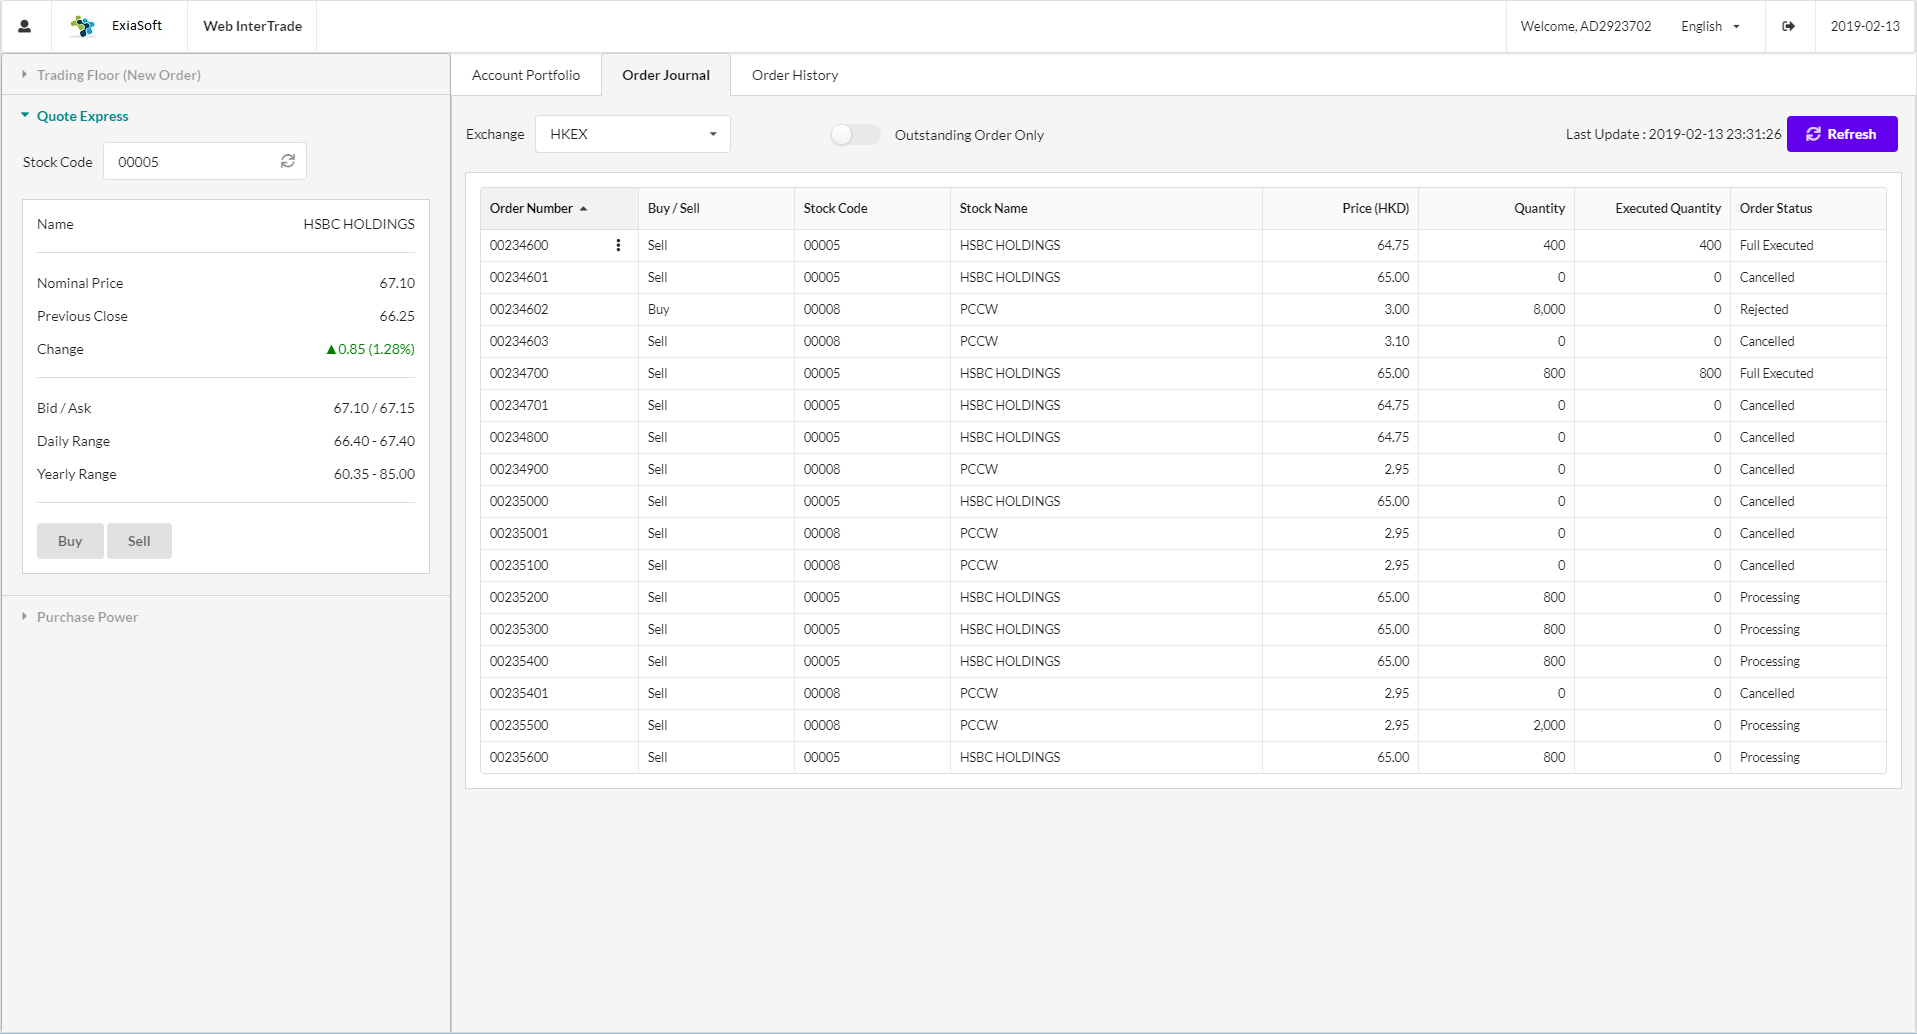 ExiaSoft
Web InterTrade
Welcome, AD2923702
English
2019-02-13
Trading Floor (New Order)
Quote Express
Stock Code 00005
Name HSBC HOLDINGS
Nominal Price 67.10
Previous Close 66.25
Change ▲0.85 (1.28%)
Bid / Ask 67.10 / 67.15
Daily Range 66.40 - 67.40
Yearly Range 60.35 - 85.00
Buy Sell
Purchase Power
Account Portfolio Order Journal Order History
Exchange HKEX Outstanding Order Only Last Update : 2019-02-13 23:31:26 Refresh
Order Number Buy / Sell Stock Code Stock Name Price (HKD) Quantity Executed Quantity Order Status
00234600 Sell 00005 HSBC HOLDINGS 64.75 400 400 Full Executed
00234601 Sell 00005 HSBC HOLDINGS 65.00 0 0 Cancelled
00234602 Buy 00008 PCCW 3.00 8,000 0 Rejected
00234603 Sell 00008 PCCW 3.10 0 0 Cancelled
00234700 Sell 00005 HSBC HOLDINGS 65.00 800 800 Full Executed
00234701 Sell 00005 HSBC HOLDINGS 64.75 0 0 Cancelled
00234800 Sell 00005 HSBC HOLDINGS 64.75 0 0 Cancelled
00234900 Sell 00008 PCCW 2.95 0 0 Cancelled
00235000 Sell 00005 HSBC HOLDINGS 65.00 0 0 Cancelled
00235001 Sell 00008 PCCW 2.95 0 0 Cancelled
00235100 Sell 00008 PCCW 2.95 0 0 Cancelled
00235200 Sell 00005 HSBC HOLDINGS 65.00 800 0 Processing
00235300 Sell 00005 HSBC HOLDINGS 65.00 800 0 Processing
00235400 Sell 00005 HSBC HOLDINGS 65.00 800 0 Processing
00235401 Sell 00008 PCCW 2.95 0 0 Cancelled
00235500 Sell 00008 PCCW 2.95 2,000 0 Processing
00235600 Sell 00005 HSBC HOLDINGS 65.00 800 0 Processing